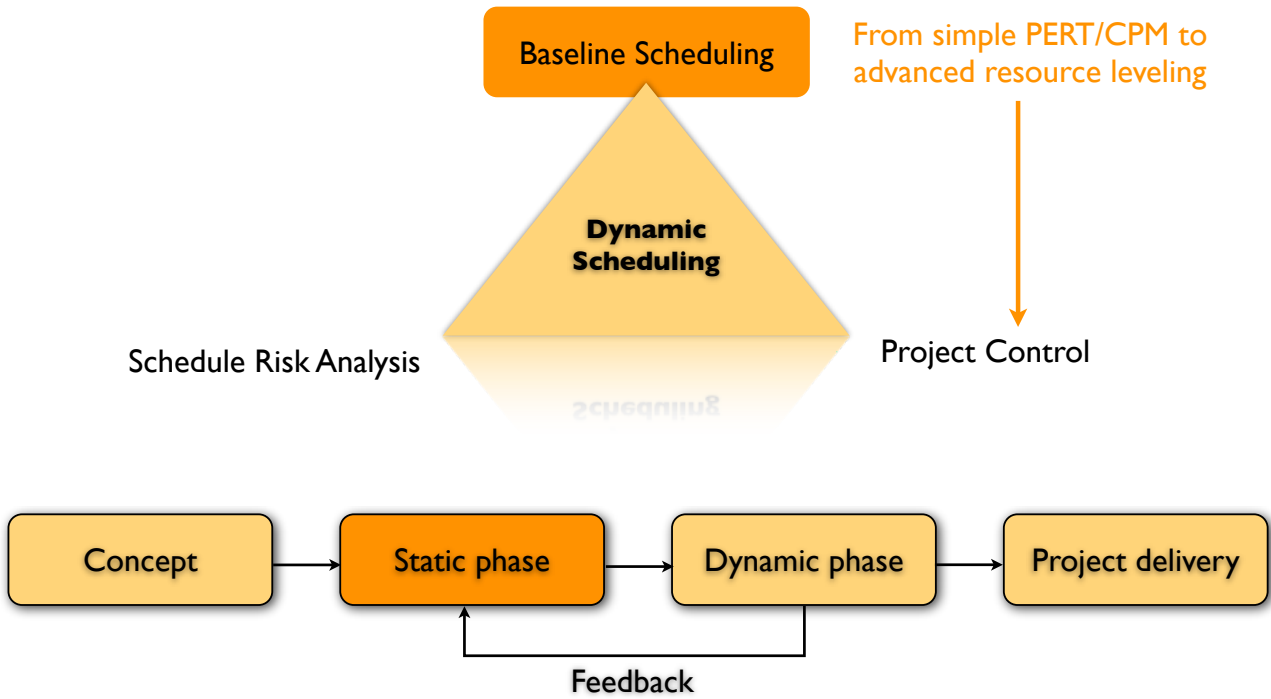 Baseline Scheduling
From simple PERT/CPM to
advanced resource leveling
Dynamic
Scheduling
Schedule Risk Analysis
Project Control
Scheduling
Concept
Static phase
Dynamic phase
Project delivery
Feedback